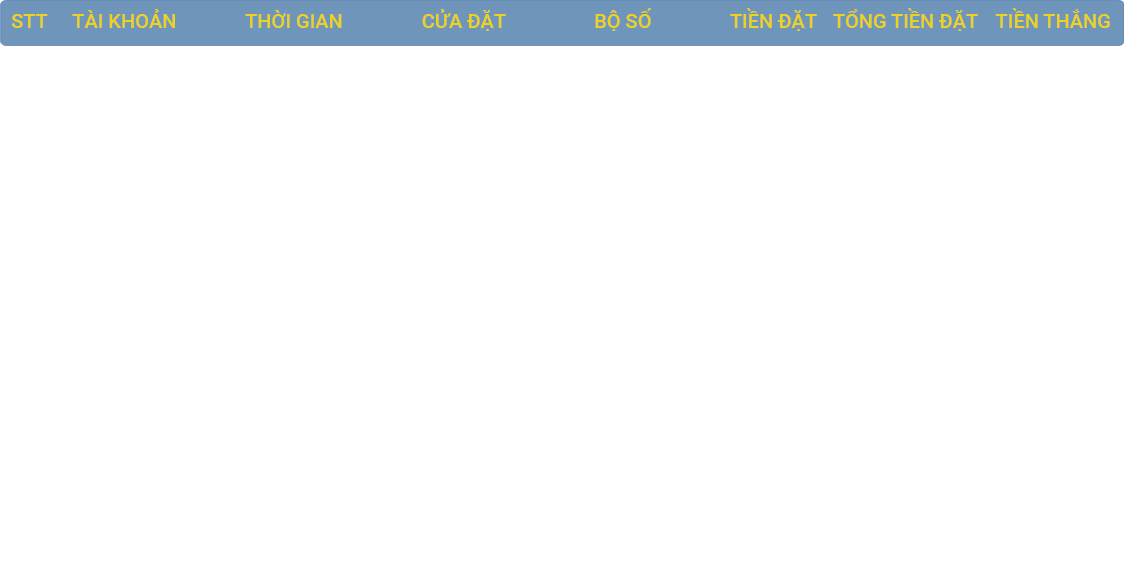 STT TÀI KHOẢN THỜI GIAN CỬA ĐẶT BỘ SỐ TIỀN ĐẶT TỔNG TIỀN ĐẶT TIỀN THẮNG